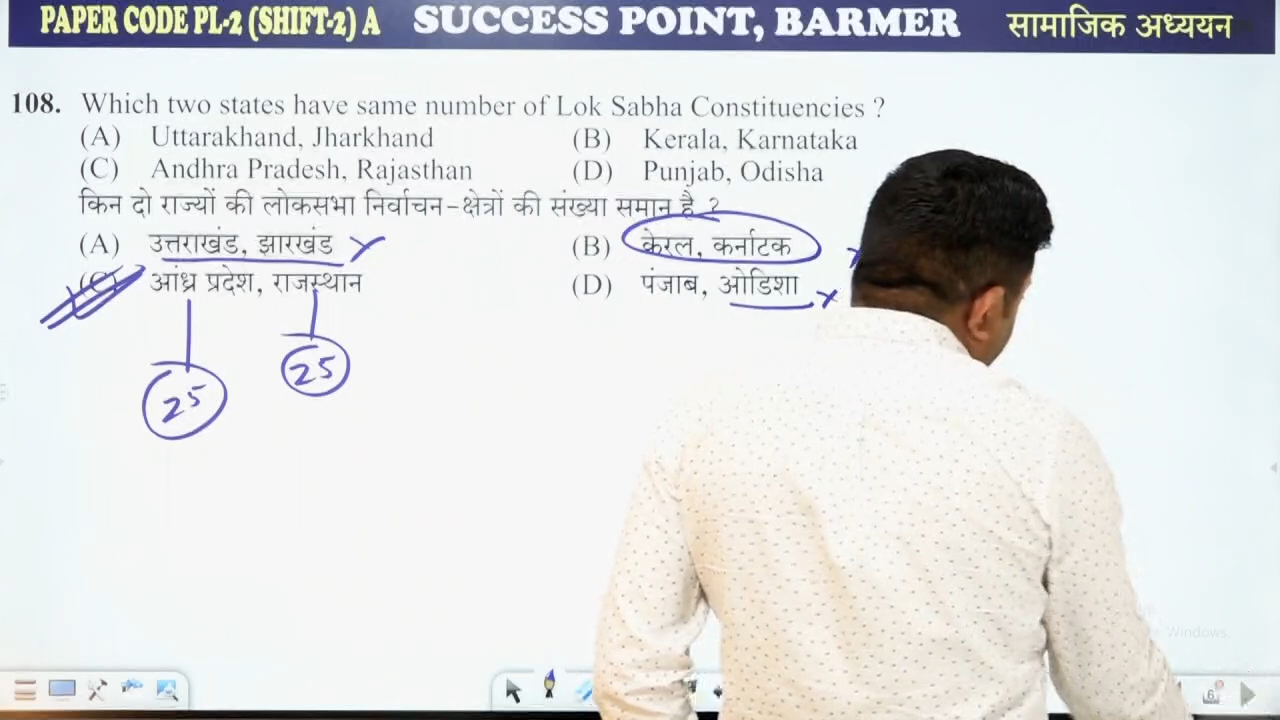 PAPER CODE PL-2 (SHIFT-2) A SUCCESS POINT, BARMER सामाजिक अध्ययन
108. Which two states have same number of Lok Sabha Constituencies ?
(A) Uttarakhand, Jharkhand (B) Kerala, Karnataka
(C) Andhra Pradesh, Rajasthan (D) Punjab, Odisha
किन दो राज्यों की लोकसभा निर्वाचन-क्षेत्रों की संख्या समान है ?
(A) उत्तराखंड, झारखंड (B) केरल, कर्नाटक
(C) आंध्र प्रदेश, राजस्थान (D) पंजाब, ओडिशा
25 25
Windows.